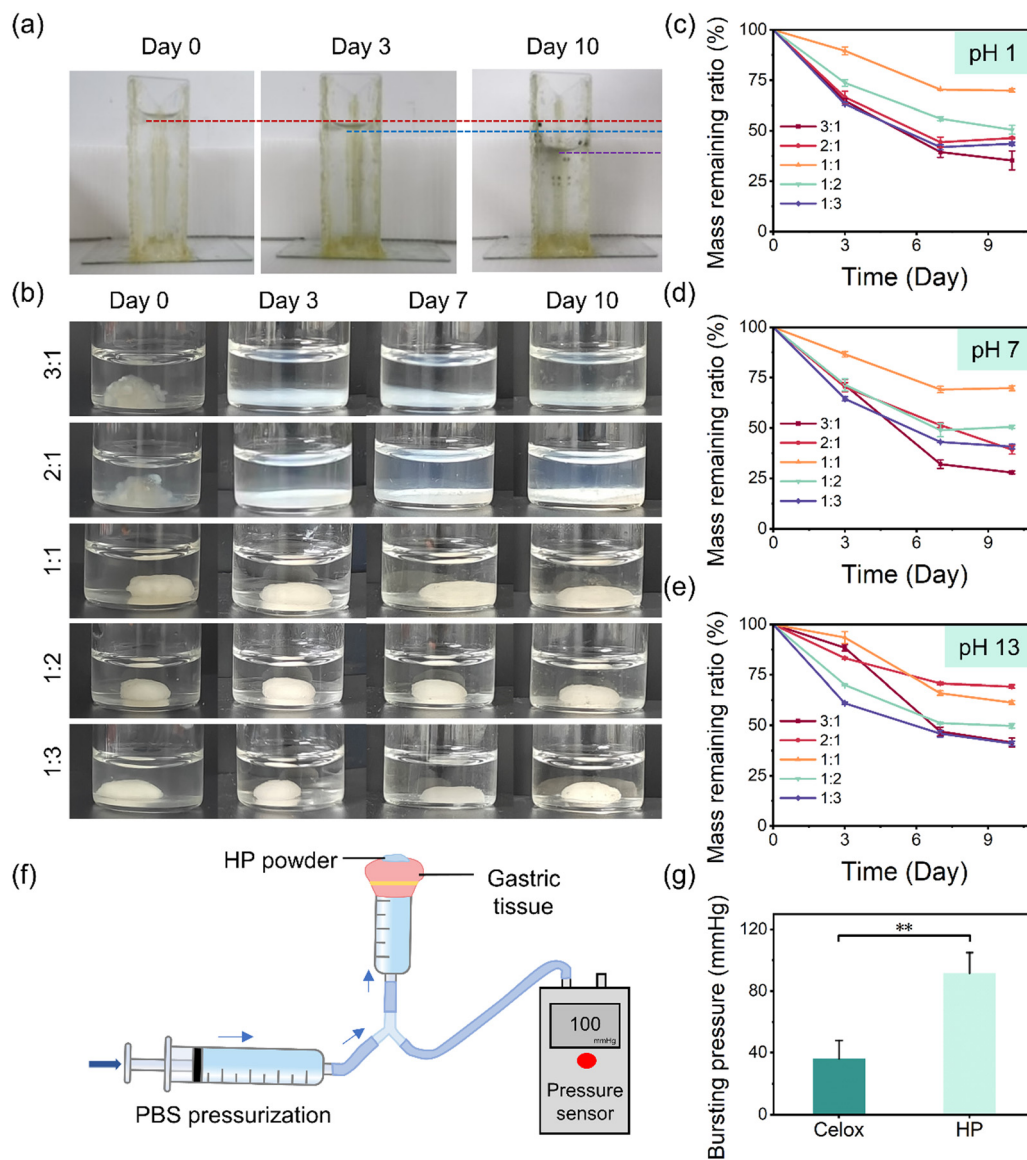 (a)
Day 0
Day 3
Day 10
(b)
Day 0
Day 3
Day 7
Day 10
3:1
2:1
1:1
1:2
1:3
(c)
Mass remaining ratio (%)
100
75
50
25
0
pH 1
3:1
2:1
1:1
1:2
1:3
0
3
6
9
Time (Day)
(d)
Mass remaining ratio (%)
100
75
50
25
0
pH 7
3:1
2:1
1:1
1:2
1:3
0
3
6
9
Time (Day)
(e)
Mass remaining ratio (%)
100
75
50
25
0
pH 13
3:1
2:1
1:1
1:2
1:3
0
3
6
9
Time (Day)
(f)
HP powder
Gastric
tissue
PBS pressurization
100
mmHg
Pressure
sensor
(g)
Bursting pressure (mmHg)
120
80
40
0
**
Celox
HP